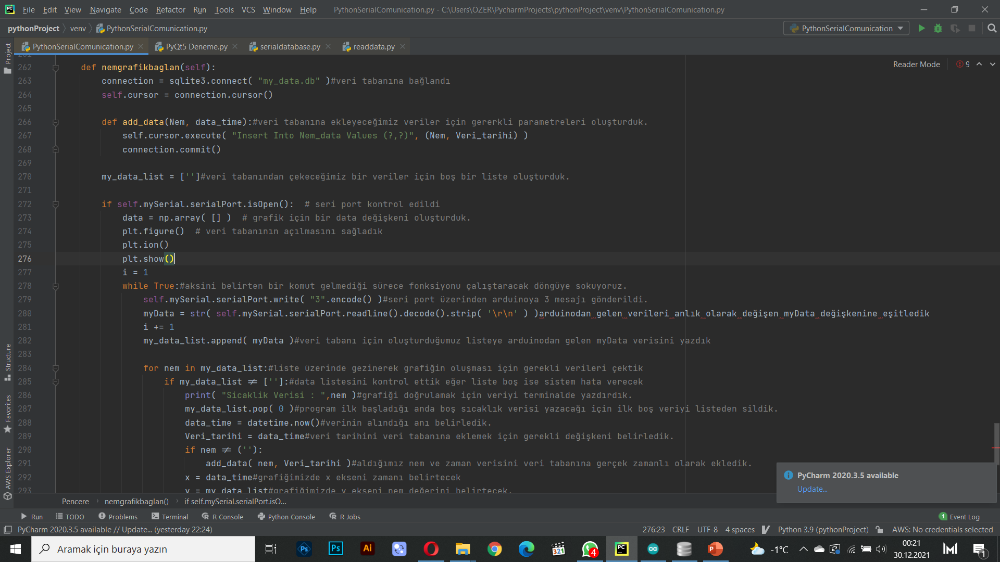 PC File Edit View Navigate Code Refactor Run Tools VCS Window Help PythonSerialComunication.py - C:\Users\ÖZER\PycharmProjects\pythonProject\venv\PythonSerialComunication.py
pythonProject venv PythonSerialComunication.py PythonSerialComunication
PythonSerialComunication.py PyQt5 Deneme.py serialdatabase.py readdata.py
Project
Reader Mode 9
262 def nemgrafikbaglan(self):
263 connection = sqlite3.connect( "my_data.db" )#veri tabanına bağlandı
264 self.cursor = connection.cursor()
265
266 def add_data(Nem, data_time):#veri tabanına ekleyeceğimiz veriler için gererkli parametreleri oluşturduk.
267 self.cursor.execute( "Insert Into Nem_data Values (?,?)", (Nem, Veri_tarihi) )
268 connection.commit()
269
270 my_data_list = ['']#veri tabanından çekeceğimiz bir veriler için boş bir liste oluşturduk.
271
272 if self.mySerial.serialPort.isOpen():  # seri port kontrol edildi
273 data = np.array( [] )  # grafik için bir data değişkeni oluşturduk.
274 plt.figure()  # veri tabanının açılmasını sağladık
275 plt.ion()
276 plt.show()
277 i = 1
278 while True:#aksini belirten bir komut gelmediği sürece fonksiyonu çalıştaracak döngüye sokuyoruz.
279 self.mySerial.serialPort.write( "3".encode() )#seri port üzerinden arduinoya 3 mesajı gönderildi.
280 myData = str( self.mySerial.serialPort.readline().decode().strip( '\r\n' ) )arduinodan gelen verileri anlık olarak değişen myData değişkenine eşitledik
281 i += 1
282 my_data_list.append( myData )#veri tabanı için oluşturduğumuz listeye arduinodan gelen myData verisini yazdık
283
284 for nem in my_data_list:#liste üzerinde gezinerek grafiğin oluşması için gerekli verileri çektik
285 if my_data_list ≠ ['']:#data listesini kontrol ettik eğer liste boş ise sistem hata verecek
286 print( "Sicaklik Verisi : ",nem )#grafiği doğrulamak için veriyi terminalde yazdırdık.
287 my_data_list.pop( 0 )#program ilk başladığı anda boş sıcaklık verisi yazacağı için ilk boş veriyi listeden sildik.
288 data_time = datetime.now()#verinin alındığı anı belirledik.
289 Veri_tarihi = data_time#veri tarihini veri tabanına eklemek için gerekli değişkeni belirledik.
290 if nem ≠ (''):
291 add_data( nem, Veri_tarihi )#aldığımız nem ve zaman verisini veri tabanına gerçek zamanlı olarak ekledik.
292 x = data_time#grafiğimizde x ekseni zamanı belirtecek
293 y = my_data_list#grafiğimizde y ekseni nem değerini belirtecek.
Structure
Favorites
AWS Explorer
PyCharm 2020.3.5 available
Update...
Pencere nemgrafikbaglan() if self.mySerial.serialPort.isO...
Run TODO Problems Terminal R Console Python Console R Jobs 1 Event Log
PyCharm 2020.3.5 available // Update... (yesterday 22:24) 276:23 CRLF UTF-8 4 spaces Python 3.9 (pythonProject) AWS: No credentials selected
Aramak için buraya yazın Ps Ps Ai 321 4 PC P -1°C 00:21
30.12.2021 1